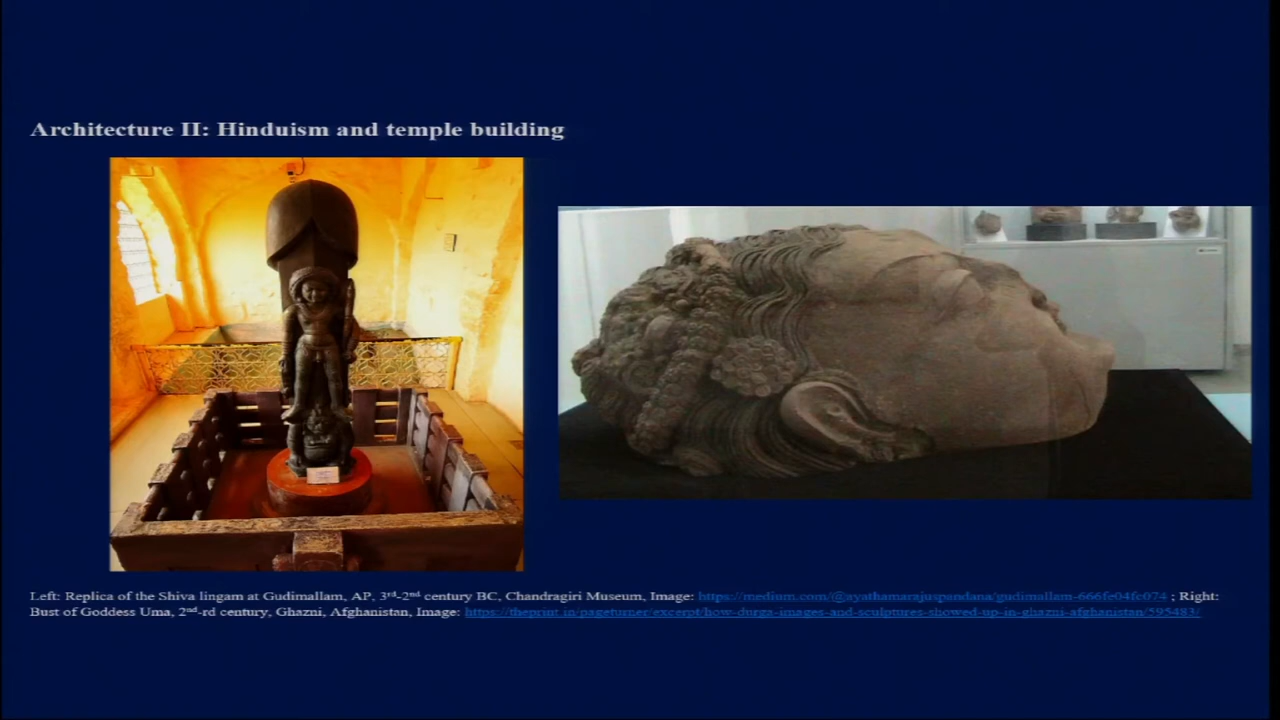 Architecture II: Hinduism and temple building
Left: Replica of the Shiva lingam at Gudimallam, AP, 3rd-2nd century BC, Chandragiri Museum, Image: https://medium.com/@ayathamarajuspandana/gudimallam-666fe04fc074 ; Right:
Bust of Goddess Uma, 2nd-rd century, Ghazni, Afghanistan, Image: https://theprint.in/pageturner/excerpt/how-durga-images-and-sculptures-showed-up-in-ghazni-afghanistan/595483/